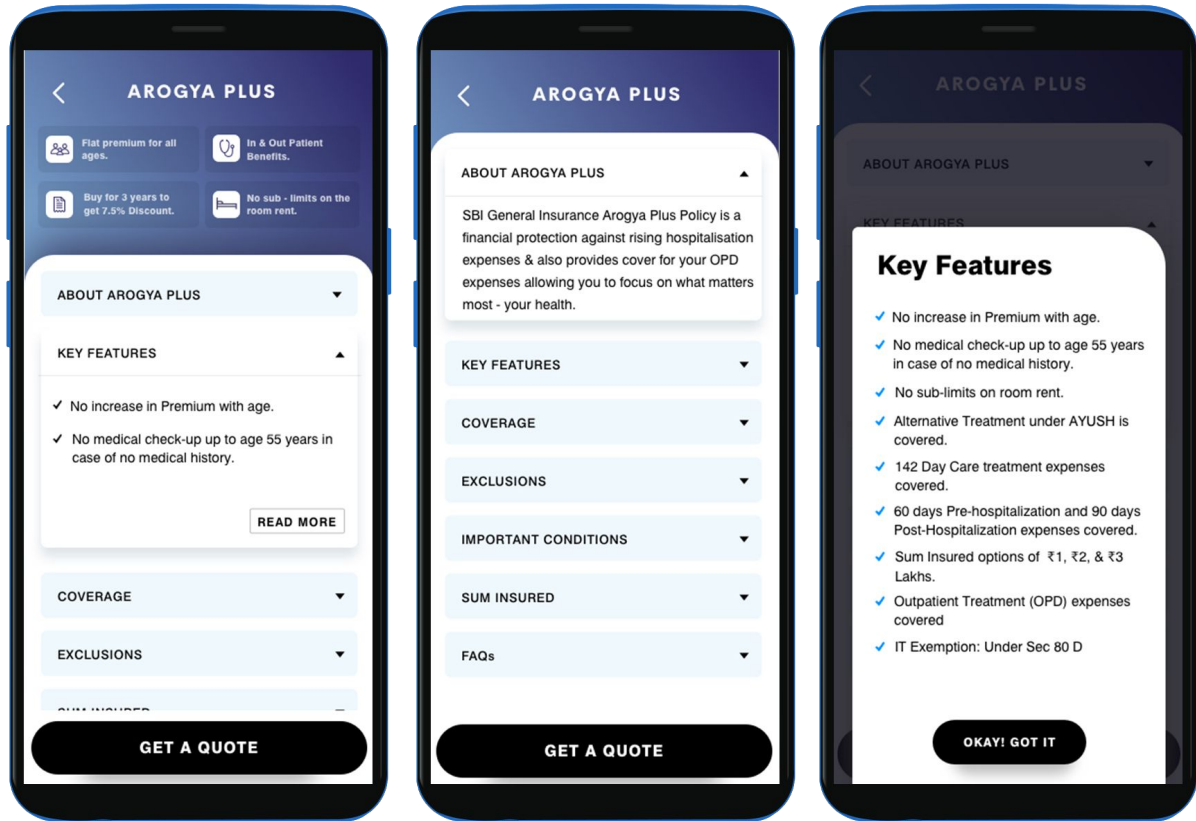 AROGYA PLUS
Flat premium for all
ages.
In & Out Patient
Benefits.
Buy for 3 years to
get 7.5% Discount.
No sub - limits on the
room rent.
ABOUT AROGYA PLUS
KEY FEATURES
No increase in Premium with age.
No medical check-up up to age 55 years in
case of no medical history.
READ MORE
COVERAGE
EXCLUSIONS
SUM INSURED
GET A QUOTE
AROGYA PLUS
ABOUT AROGYA PLUS
SBI General Insurance Arogya Plus Policy is a
financial protection against rising hospitalisation
expenses & also provides cover for your OPD
expenses allowing you to focus on what matters
most - your health.
KEY FEATURES
COVERAGE
EXCLUSIONS
IMPORTANT CONDITIONS
SUM INSURED
FAQs
GET A QUOTE
AROGYA PLUS
ABOUT AROGYA PLUS
KEY FEATURES
Key Features
No increase in Premium with age.
No medical check-up up to age 55 years
in case of no medical history.
No sub-limits on room rent.
Alternative Treatment under AYUSH is
covered.
142 Day Care treatment expenses
covered.
60 days Pre-hospitalization and 90 days
Post-Hospitalization expenses covered.
Sum Insured options of ₹1, ₹2, & ₹3
Lakhs.
Outpatient Treatment (OPD) expenses
covered
IT Exemption: Under Sec 80 D
OKAY! GOT IT